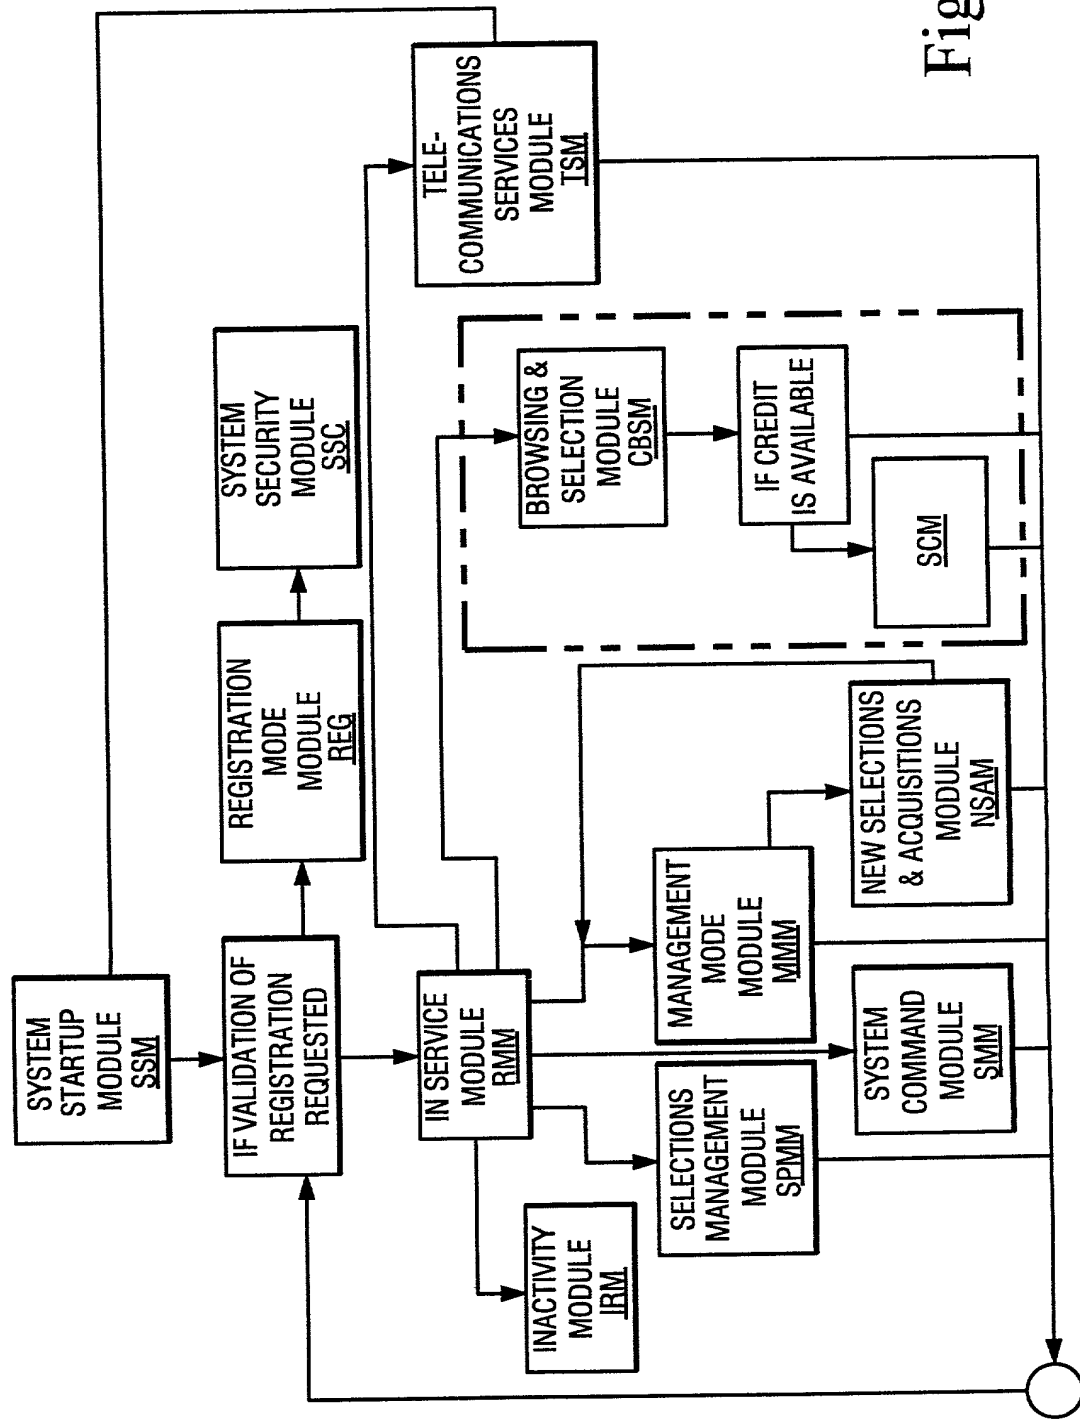 SYSTEM
STARTUP
MODULE
SSM
IF VALIDATION OF
REGISTRATION
REQUESTED
REGISTRATION
MODE
MODULE
REG
SYSTEM
SECURITY
MODULE
SSC
IN SERVICE
MODULE
RMM
TELE-
COMMUNICATIONS
SERVICES
MODULE
TSM
INACTIVITY
MODULE
IRM
SELECTIONS
MANAGEMENT
MODULE
SPMM
MANAGEMENT
MODE
MODULE
MMM
SYSTEM
COMMAND
MODULE
SMM
NEW SELECTIONS
& ACQUISITIONS
MODULE
NSAM
BROWSING &
SELECTION
MODULE
CBSM
IF CREDIT
IS AVAILABLE
SCM
Fig